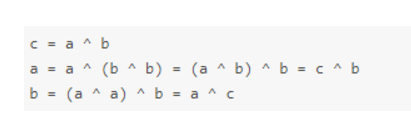 c = a ^ b
a = a ^ (b ^ b) = (a ^ b) ^ b = c ^ b
b = (a ^ a) ^ b = a ^ c